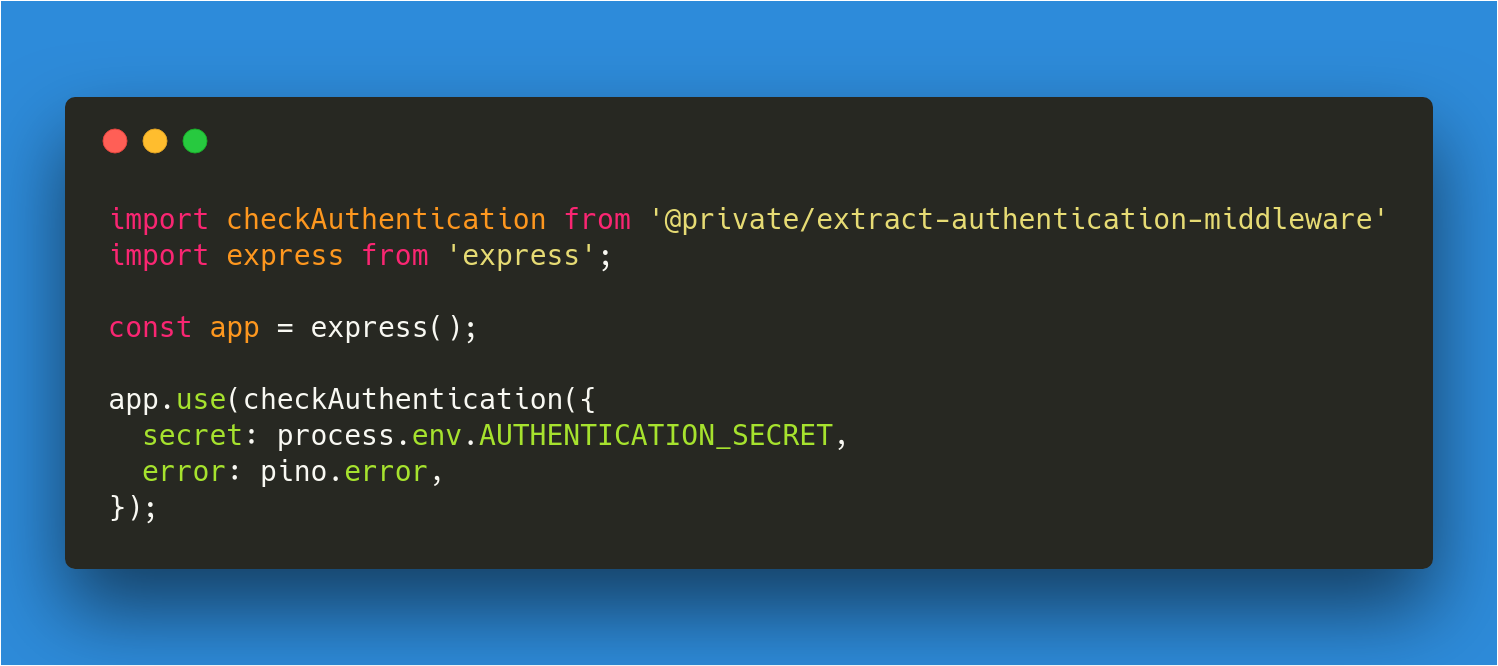 import checkAuthentication from '@private/extract-authentication-middleware'
import express from 'express';
const app = express();
app.use(checkAuthentication({
  secret: process.env.AUTHENTICATION_SECRET,
  error: pino.error,
});